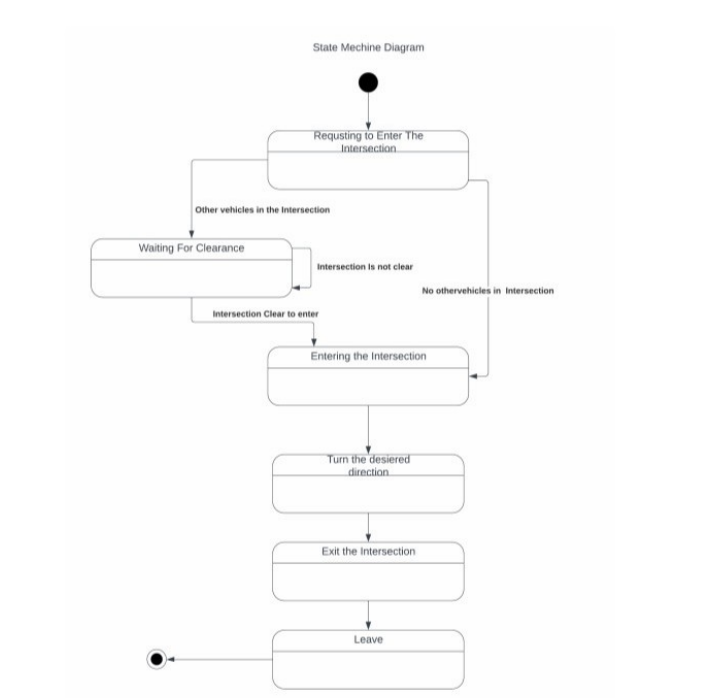 State Mechine Diagram
Requsting to Enter The
Intersection
Other vehicles in the Intersection
Waiting For Clearance
Intersection Is not clear
No othervehicles in Intersection
Intersection Clear to enter
Entering the Intersection
Turn the desiered
direction
Exit the Intersection
Leave